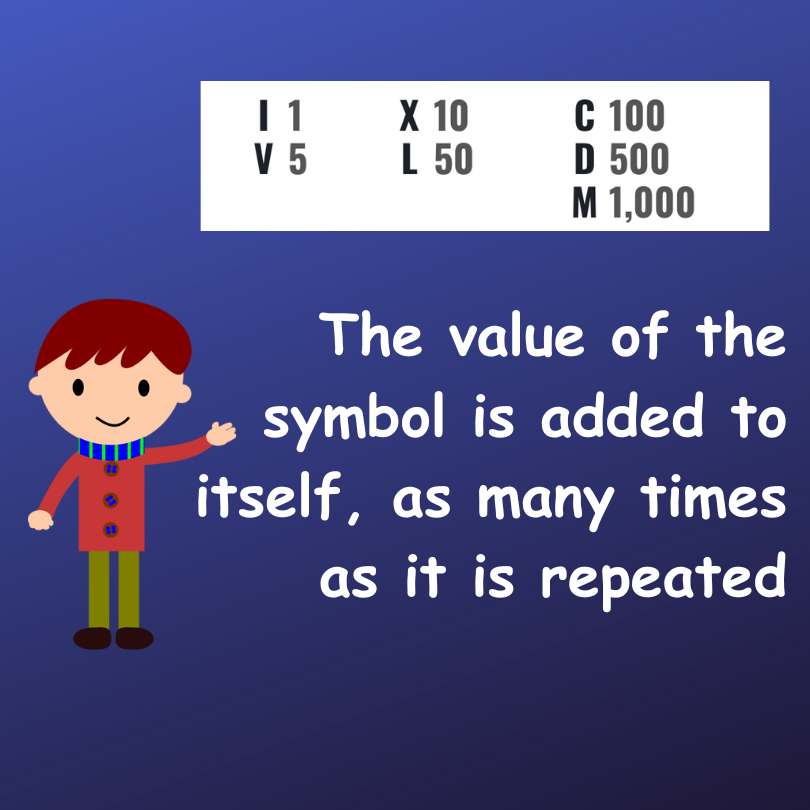 I 1 X 10 C 100
V 5 L 50 D 500
M 1,000
The value of the
symbol is added to
itself, as many times
as it is repeated